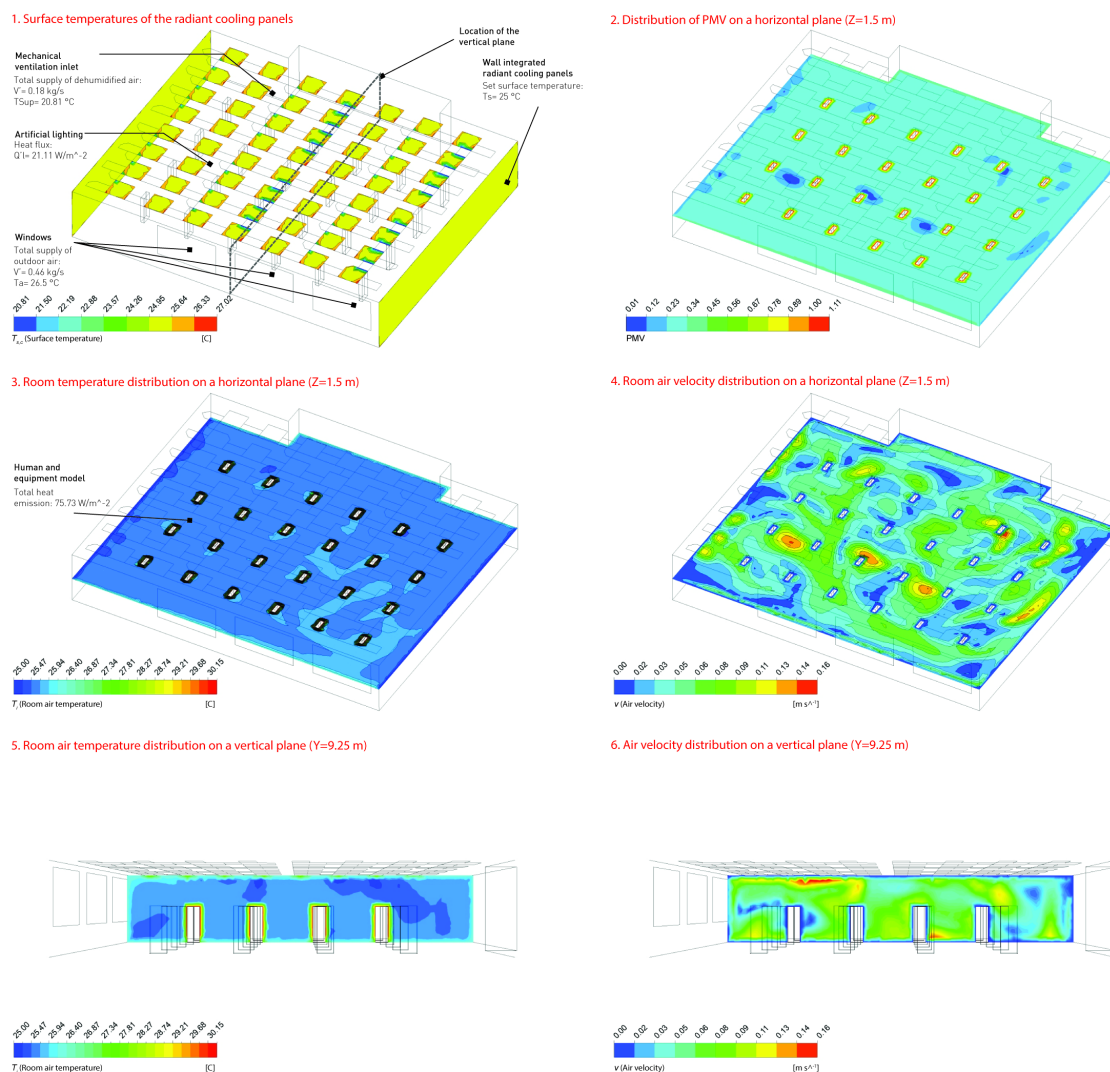 1. Surface temperatures of the radiant cooling panels
Mechanical
ventilation inlet
Total supply of dehumidified air:
V˙= 0.18 kg/s
TSup= 20.81 °C
Artificial lighting
Heat flux:
Q˙l= 21.11 W/m^-2
Windows
Total supply of
outdoor air:
V˙= 0.46 kg/s
Ta= 26.5 °C
Location of the
vertical plane
Wall integrated
radiant cooling panels
Set surface temperature:
Ts= 25 °C
20.81 21.50 22.19 22.88 23.57 24.26 24.95 25.64 26.33 27.02
Ts,c (Surface temperature) [C]
2. Distribution of PMV on a horizontal plane (Z=1.5 m)
0.01 0.12 0.23 0.34 0.45 0.56 0.67 0.78 0.89 1.00 1.11
PMV
3. Room temperature distribution on a horizontal plane (Z=1.5 m)
Human and
equipment model
Total heat
emission: 75.73 W/m^-2
25.00 25.47 25.94 26.40 26.87 27.34 27.81 28.27 28.74 29.21 29.68 30.15
Ti (Room air temperature) [C]
4. Room air velocity distribution on a horizontal plane (Z=1.5 m)
0.00 0.02 0.03 0.05 0.06 0.08 0.09 0.11 0.13 0.14 0.16
v (Air velocity) [m s^-1]
5. Room air temperature distribution on a vertical plane (Y=9.25 m)
25.00 25.47 25.94 26.40 26.87 27.34 27.81 28.27 28.74 29.21 29.68 30.15
Ti (Room air temperature) [C]
6. Air velocity distribution on a vertical plane (Y=9.25 m)
0.00 0.02 0.03 0.05 0.06 0.08 0.09 0.11 0.13 0.14 0.16
v (Air velocity) [m s^-1]